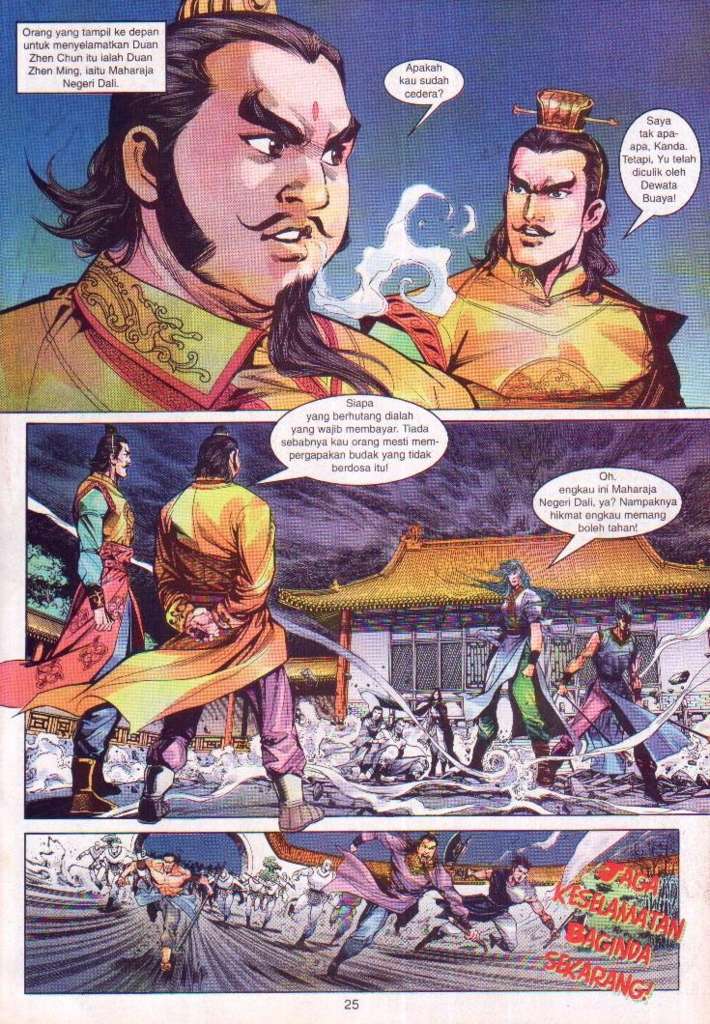 Orang yang tampil ke depan
untuk menyelamatkan Duan
Zhen Chun itu ialah Duan
Zhen Ming, iaitu Maharaja
Negeri Dali.
Apakah
kau sudah
cedera?
Saya
tak apa-
apa, Kanda.
Tetapi, Yu telah
diculik oleh
Dewata
Buaya!
Siapa
yang berhutang dialah
yang wajib membayar. Tiada
sebabnya kau orang mesti mem-
pergapakan budak yang tidak
berdosa itu!
Oh,
engkau ini Maharaja
Negeri Dali, ya? Nampaknya
hikmat engkau memang
boleh tahan!
JAGA
KESELAMATAN
BAGINDA
SEKARANG!
25